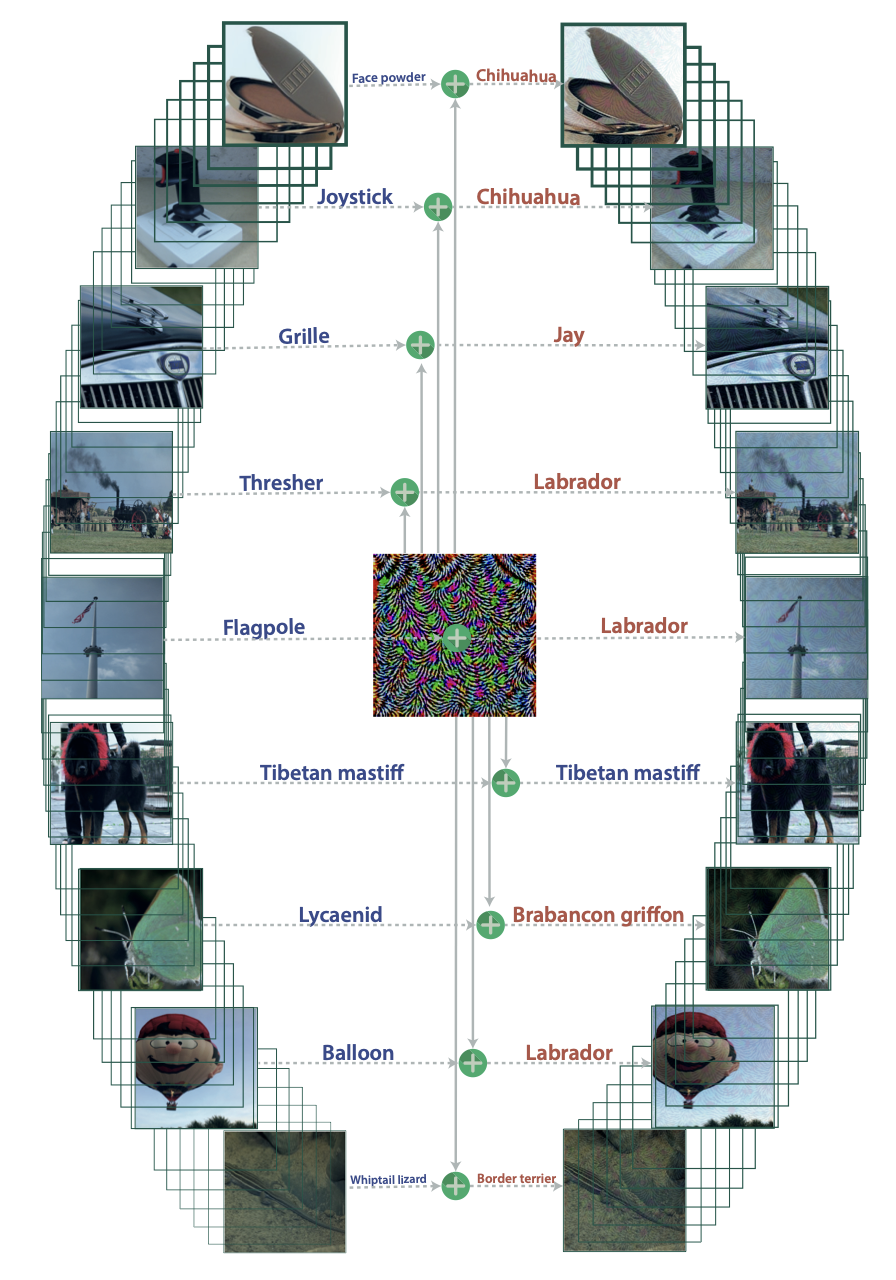 Face powder
Chihuahua
Joystick
Chihuahua
Grille
Jay
Thresher
Labrador
Flagpole
Labrador
Tibetan mastiff
Tibetan mastiff
Lycaenid
Brabancon griffon
Balloon
Labrador
Whiptail lizard
Border terrier